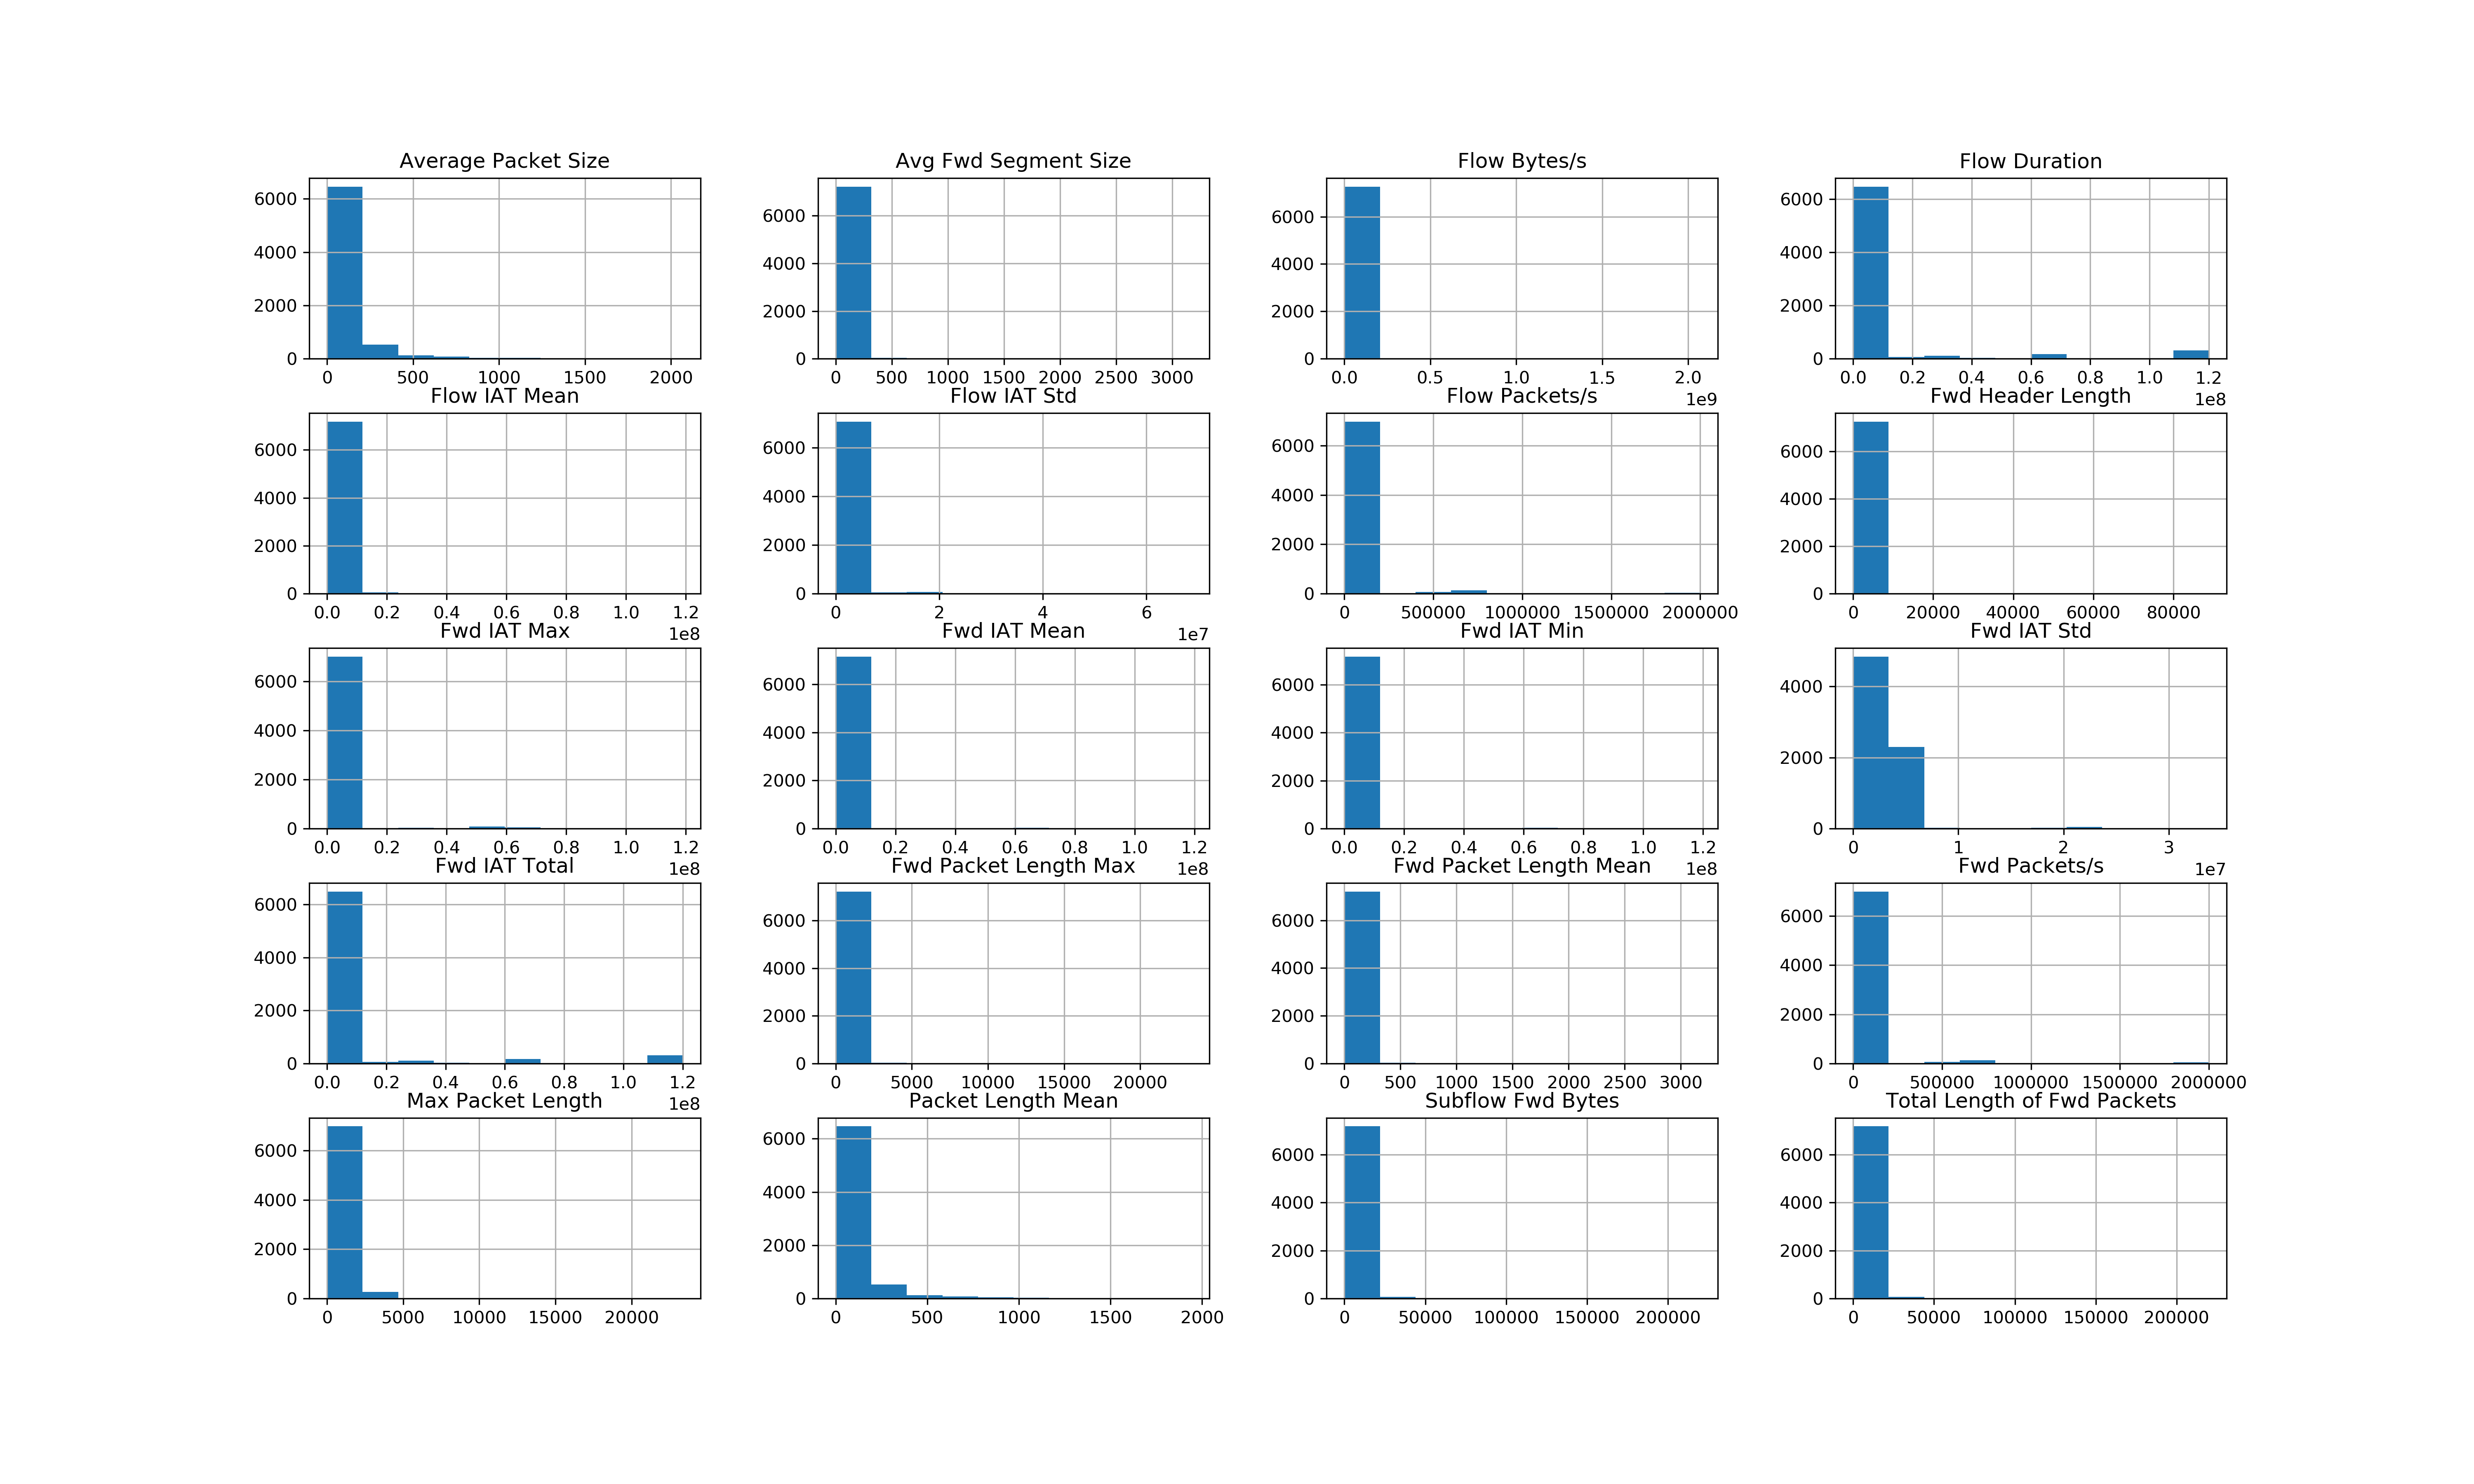 Average Packet Size Avg Fwd Segment Size Flow Bytes/s Flow Duration
6000 6000 6000 6000
4000 4000 4000 4000
2000 2000 2000 2000
0 0 0 0
0 500 1000 1500 2000 0 500 1000 1500 2000 2500 3000 0.0 0.5 1.0 1.5 2.0 0.0 0.2 0.4 0.6 0.8 1.0 1.2
1e9 1e8
Flow IAT Mean Flow IAT Std Flow Packets/s Fwd Header Length
6000 6000 6000 6000
4000 4000 4000 4000
2000 2000 2000 2000
0 0 0 0
0.0 0.2 0.4 0.6 0.8 1.0 1.2 0 2 4 6 0 500000 1000000 1500000 2000000 0 20000 40000 60000 80000
1e8 1e7
Fwd IAT Max Fwd IAT Mean Fwd IAT Min Fwd IAT Std
6000 6000 6000 4000
4000 4000 4000 2000
2000 2000 2000 0
0 0 0
0.0 0.2 0.4 0.6 0.8 1.0 1.2 0.0 0.2 0.4 0.6 0.8 1.0 1.2 0.0 0.2 0.4 0.6 0.8 1.0 1.2 0 1 2 3
1e8 1e8 1e8 1e7
Fwd IAT Total Fwd Packet Length Max Fwd Packet Length Mean Fwd Packets/s
6000 6000 6000 6000
4000 4000 4000 4000
2000 2000 2000 2000
0 0 0 0
0.0 0.2 0.4 0.6 0.8 1.0 1.2 0 5000 10000 15000 20000 0 500 1000 1500 2000 2500 3000 0 500000 1000000 1500000 2000000
1e8
Max Packet Length Packet Length Mean Subflow Fwd Bytes Total Length of Fwd Packets
6000 6000 6000 6000
4000 4000 4000 4000
2000 2000 2000 2000
0 0 0 0
0 5000 10000 15000 20000 0 500 1000 1500 2000 0 50000 100000 150000 200000 0 50000 100000 150000 200000